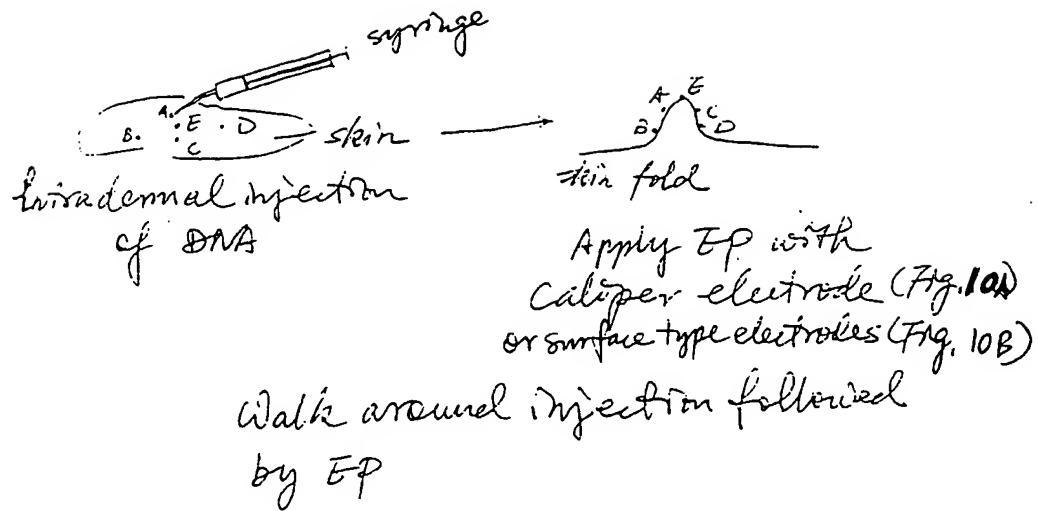 syringe
A.
B. E . D
C
skin
Intradermal injection
of DNA
A E
B C
D
skin fold
Apply EP with
Caliper electrode (Fig. 10A)
or surface type electrodes (Fig. 10B)
Walk around injection followed
by EP